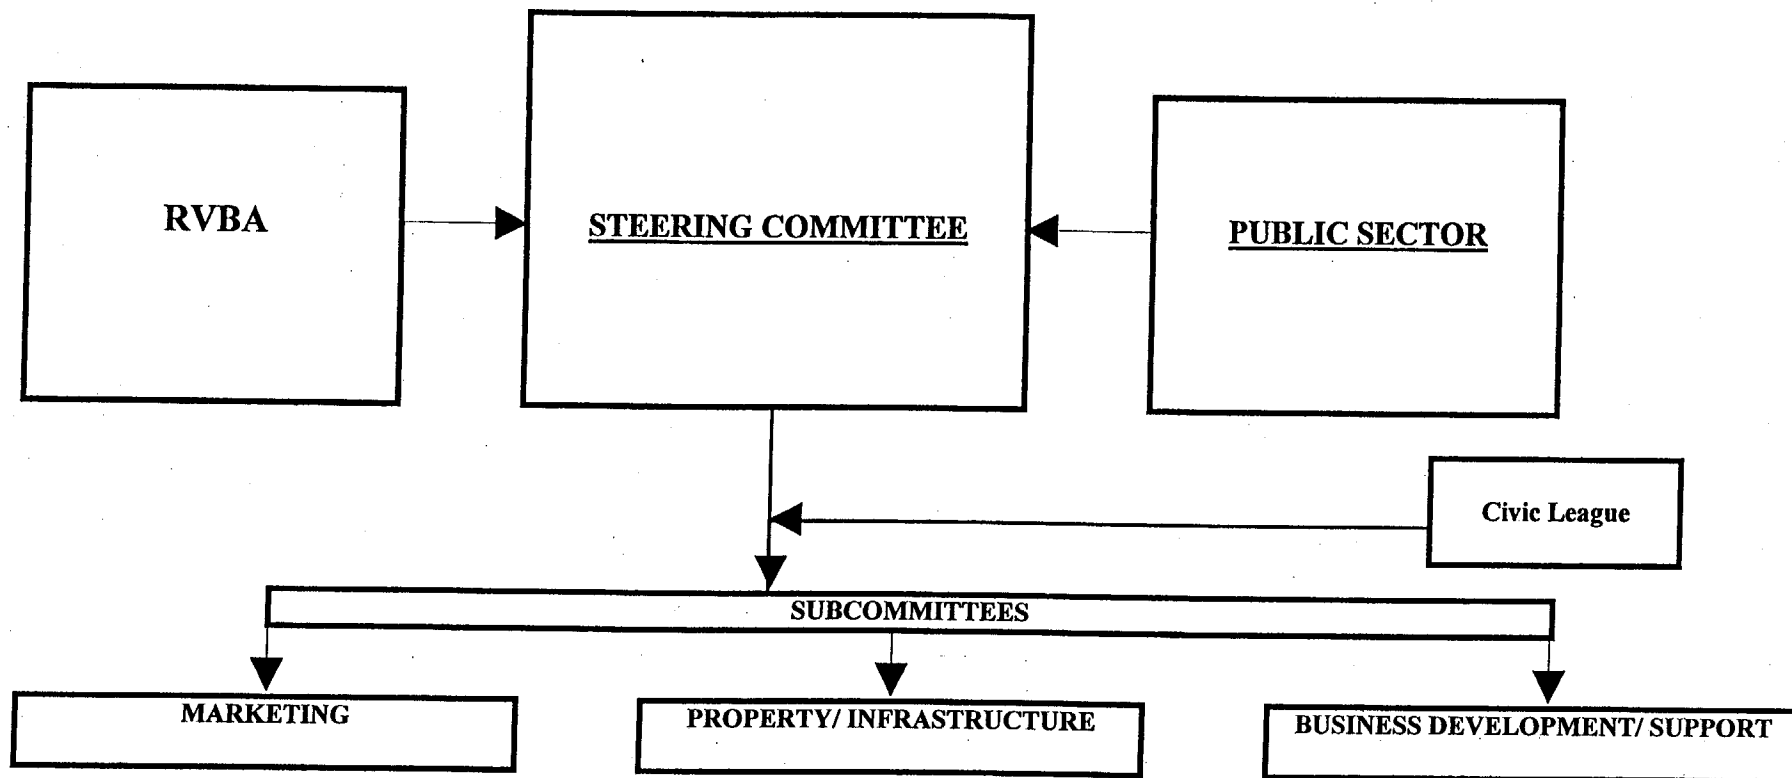 RVBA
STEERING COMMITTEE
PUBLIC SECTOR
Civic League
SUBCOMMITTEES
MARKETING
PROPERTY/ INFRASTRUCTURE
BUSINESS DEVELOPMENT/ SUPPORT